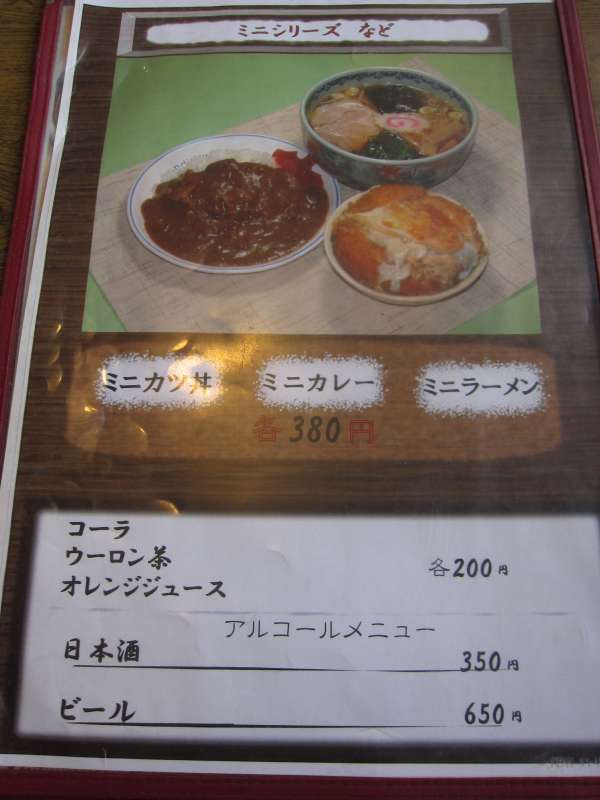 ミニシリーズ など
ミニカツ丼 ミニカレー ミニラーメン
各380円
コーラ
ウーロン茶 各200円
オレンジジュース
アルコールメニュー
日本酒 350円
ビール 650円